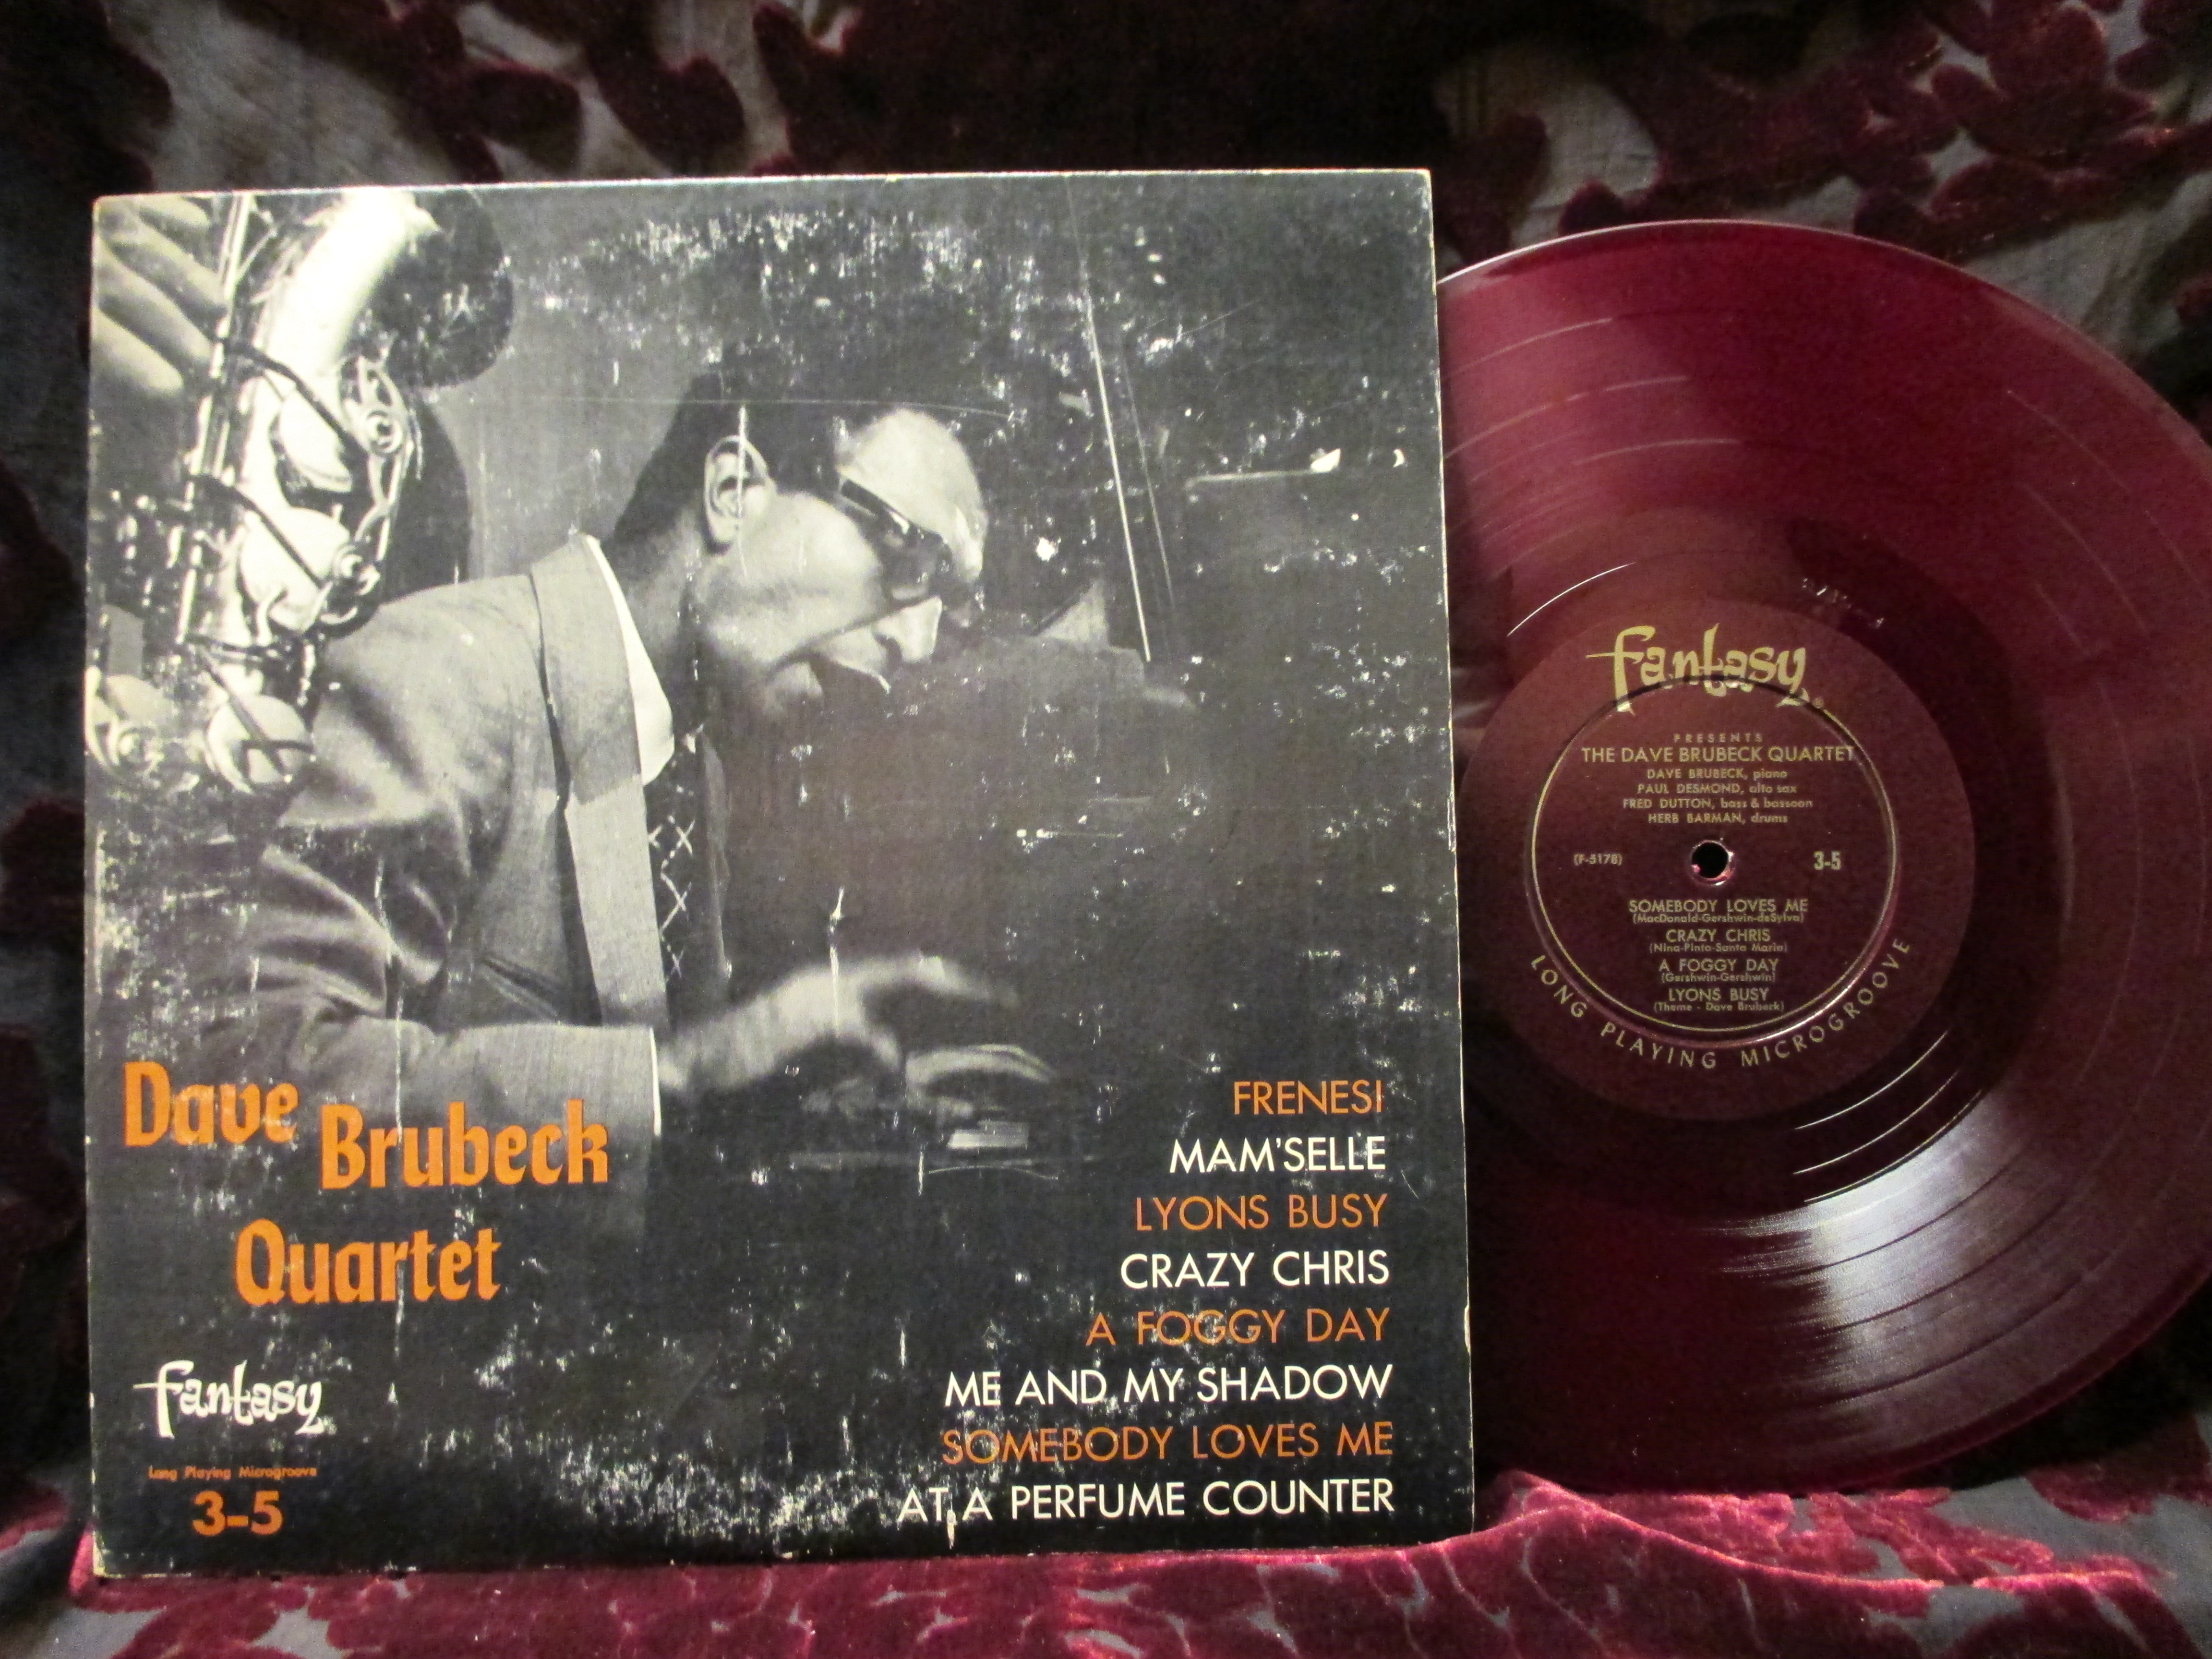 Dave Brubeck
Quartet
fantasy
Long Playing Microgroove
3-5
FRENESI
MAM'SELLE
LYONS BUSY
CRAZY CHRIS
A FOGGY DAY
ME AND MY SHADOW
SOMEBODY LOVES ME
AT A PERFUME COUNTER
fantasy
PRESENTS
THE DAVE BRUBECK QUARTET
DAVE BRUBECK, piano
PAUL DESMOND, alto sax
FRED DUTTON, bass & bassoon
HERB BARMAN, drums
(F-5178) 3-5
SOMEBODY LOVES ME
(MacDonald-Gershwin-deSylva)
CRAZY CHRIS
(Nina-Pinta-Santa Maria)
A FOGGY DAY
(Gershwin-Gershwin)
LYONS BUSY
(Theme - Dave Brubeck)
LONG PLAYING MICROGROOVE